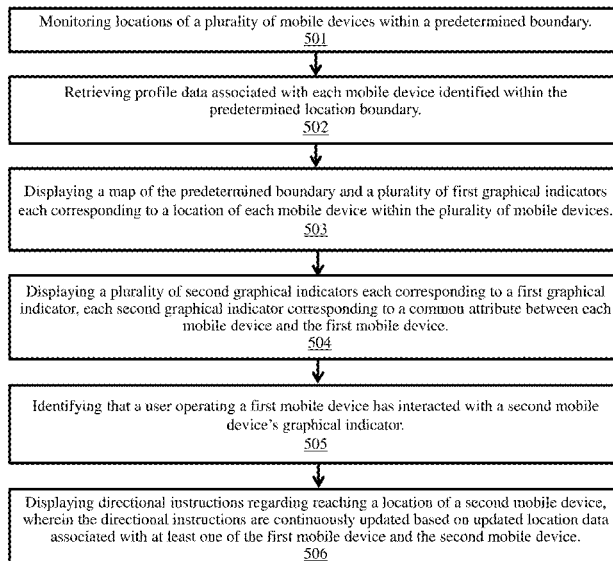 Monitoring locations of a plurality of mobile devices within a predetermined boundary.
501
Retrieving profile data associated with each mobile device identified within the
predetermined location boundary.
502
Displaying a map of the predetermined boundary and a plurality of first graphical indicators
each corresponding to a location of each mobile device within the plurality of mobile devices.
503
Displaying a plurality of second graphical indicators each corresponding to a first graphical
indicator, each second graphical indicator corresponding to a common attribute between each
mobile device and the first mobile device.
504
Identifying that a user operating a first mobile device has interacted with a second mobile
device's graphical indicator.
505
Displaying directional instructions regarding reaching a location of a second mobile device,
wherein the directional instructions are continuously updated based on updated location data
associated with at least one of the first mobile device and the second mobile device.
506